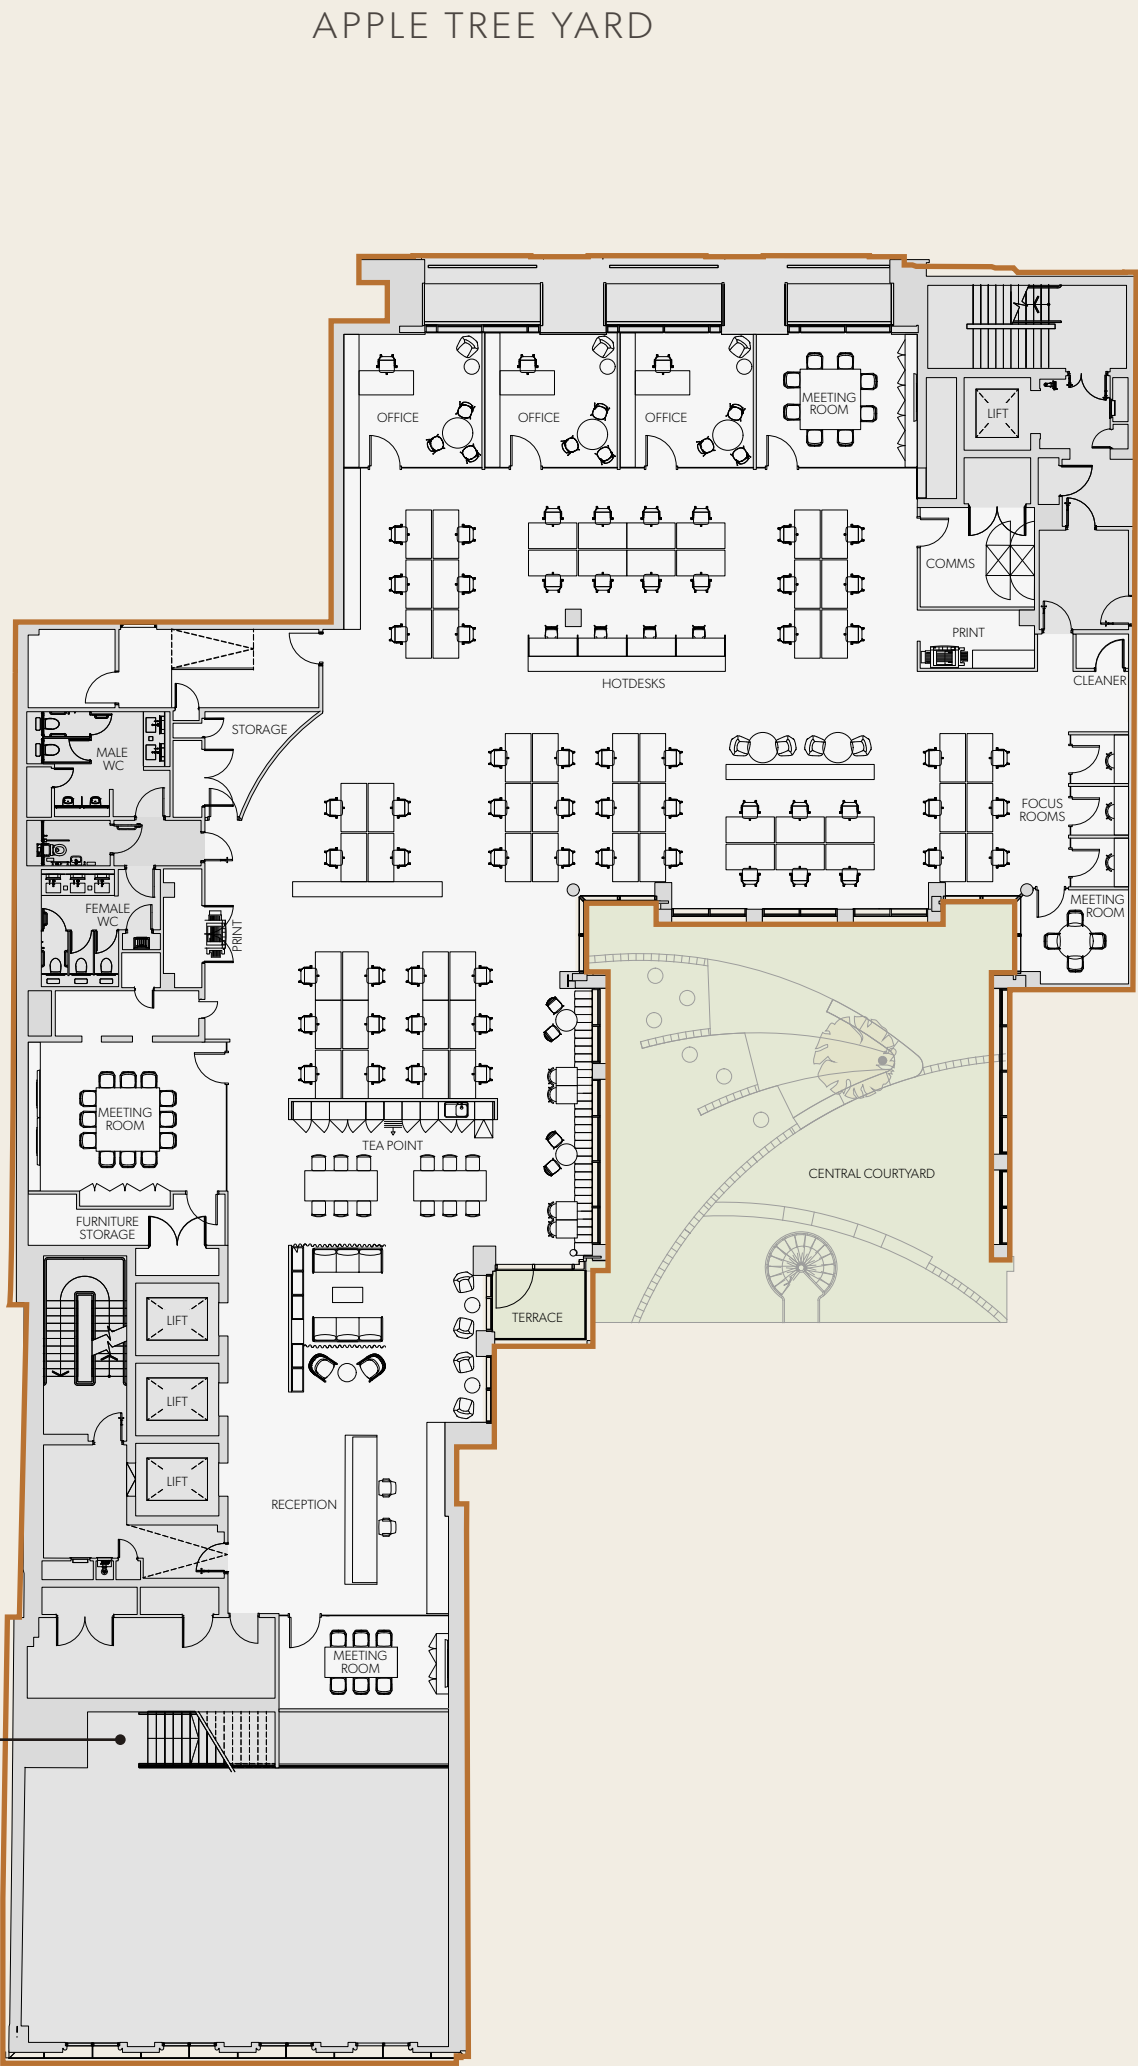 APPLE TREE YARD
OFFICE
OFFICE
OFFICE
MEETING
ROOM
LIFT
COMMS
PRINT
CLEANER
HOTDESKS
STORAGE
MALE
WC
FOCUS
ROOMS
FEMALE
WC
PRINT
MEETING
ROOM
MEETING
ROOM
TEA POINT
CENTRAL COURTYARD
FURNITURE
STORAGE
TERRACE
LIFT
LIFT
LIFT
RECEPTION
MEETING
ROOM